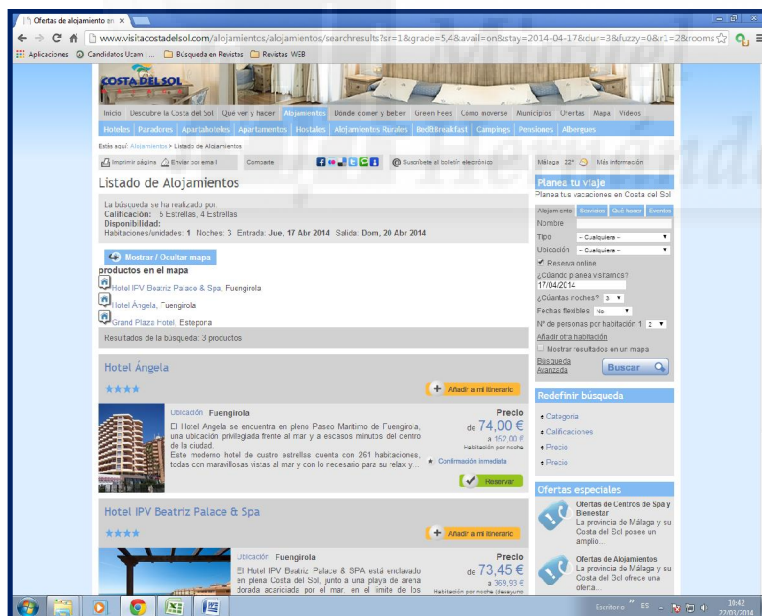 Ofertas de alojamiento en
www.visitacostadelsol.com/alojamientos/alojamientos/searchresults?sr=1&grade=5,4&avail=on&stay=2014-04-17&dur=3&fuzzy=0&r1=2&rooms
Aplicaciones Candidatos Ucam ... Búsqueda en Revistas Revistas WEB
COSTA DEL SOL
Inicio Descubre la Costa del Sol Qué ver y hacer Alojamientos Dónde comer y beber Green Fees Cómo moverse Municipios Ofertas Mapa Videos
Hoteles Paradores Apartahoteles Apartamentos Hostales Alojamientos Rurales Bed&Breakfast Campings Pensiones Albergues
Estás aquí: Alojamientos > Listado de Alojamientos
Imprimir página Enviar por email Comparte Suscríbete al boletín electrónico Málaga 22° Más información
Listado de Alojamientos
La búsqueda se ha realizado por:
Calificación: 5 Estrellas, 4 Estrellas
Disponibilidad:
Habitaciones/unidades: 1 Noches: 3 Entrada: Jue, 17 Abr 2014 Salida: Dom, 20 Abr 2014
Mostrar / Ocultar mapa
productos en el mapa
Hotel IPV Beatriz Palace & Spa, Fuengirola
Hotel Ángela, Fuengirola
Grand Plaza Hotel, Estepona
Resultados de la búsqueda: 3 productos
Hotel Ángela
Añadir a mi itinerario
Ubicación Fuengirola
El Hotel Angela se encuentra en pleno Paseo Marítimo de Fuengirola,
una ubicación privilegiada frente al mar y a escasos minutos del centro
de la ciudad.
Este moderno hotel de cuatro estrellas cuenta con 261 habitaciones,
todas con maravillosas vistas al mar y con lo necesario para su relax y...
Precio
de 74,00 €
a 152,00 €
Habitación por noche
Confirmación inmediata
Reservar
Hotel IPV Beatriz Palace & Spa
Añadir a mi itinerario
Ubicación Fuengirola
El Hotel IPV Beatriz Palace & SPA está enclavado
en plena Costa del Sol, junto a una playa de arena
dorada acariciada por el mar, en el límite de los
Precio
de 73,45 €
a 369,93 €
Habitación por noche (desayuno
Planea tu viaje
Planea tus vacaciones en Costa del Sol
Alojamiento Servicios Qué hacer Eventos
Nombre
Tipo -- Cualquiera --
Ubicación -- Cualquiera --
Reserva online
¿Cuándo planea visitarnos?
17/04/2014
¿Cuántas noches? 3
Fechas flexibles No
Nº de personas por habitación 1 2
Añadir otra habitación
Mostrar resultados en un mapa
Búsqueda
Avanzada
Buscar
Redefinir búsqueda
Categoría
Calificaciones
Precio
Precio
Ofertas especiales
Ofertas de Centros de Spa y
Bienestar
La provincia de Málaga y su
Costa del Sol posee un
amplio...
Ofertas de Alojamientos
La provincia de Málaga y su
Costa del Sol ofrece una
oferta...
Escritorio ES
10:42
22/03/2014